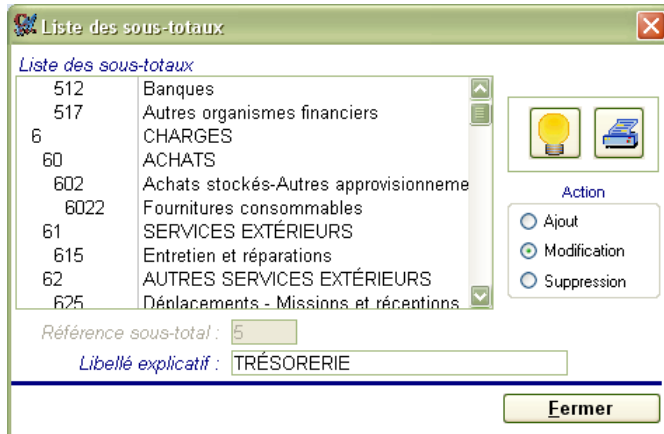 Liste des sous-totaux
Liste des sous-totaux
512 Banques
517 Autres organismes financiers
6 CHARGES
60 ACHATS
602 Achats stockés-Autres approvisionneme
6022 Fournitures consommables
61 SERVICES EXTÉRIEURS
615 Entretien et réparations
62 AUTRES SERVICES EXTÉRIEURS
625 Déplacements - Missions et réceptions
Action
Ajout
Modification
Suppression
Référence sous-total : 5
Libellé explicatif : TRÉSORERIE
Fermer